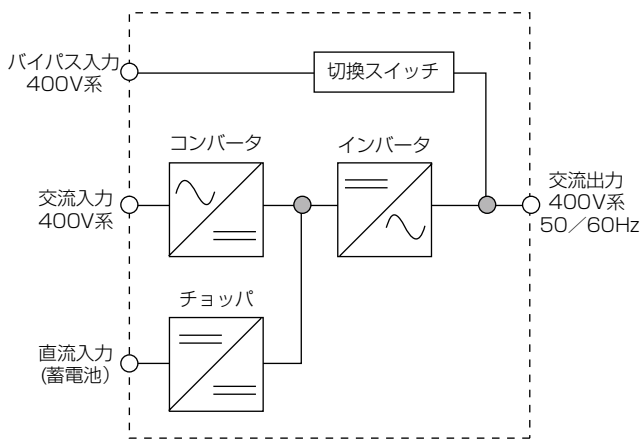 バイパス入力
400V系
切換スイッチ
コンバータ
インバータ
交流入力
400V系
交流出力
400V系
50／60Hz
チョッパ
直流入力
(蓄電池)